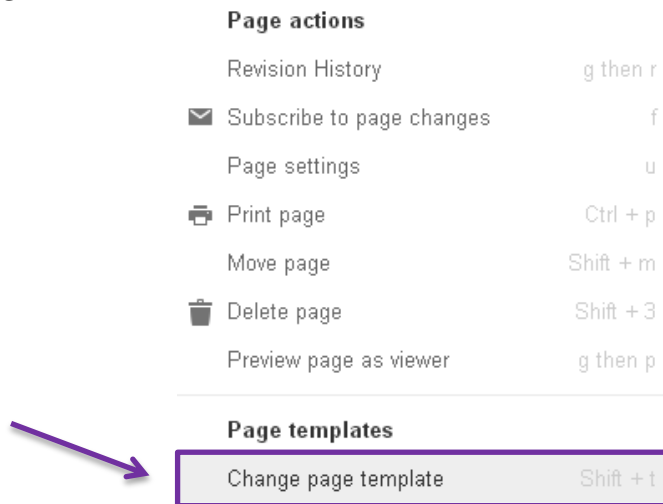 Page actions
Revision History g then r
Subscribe to page changes f
Page settings u
Print page Ctrl + p
Move page Shift + m
Delete page Shift + 3
Preview page as viewer g then p
Page templates
Change page template Shift + t